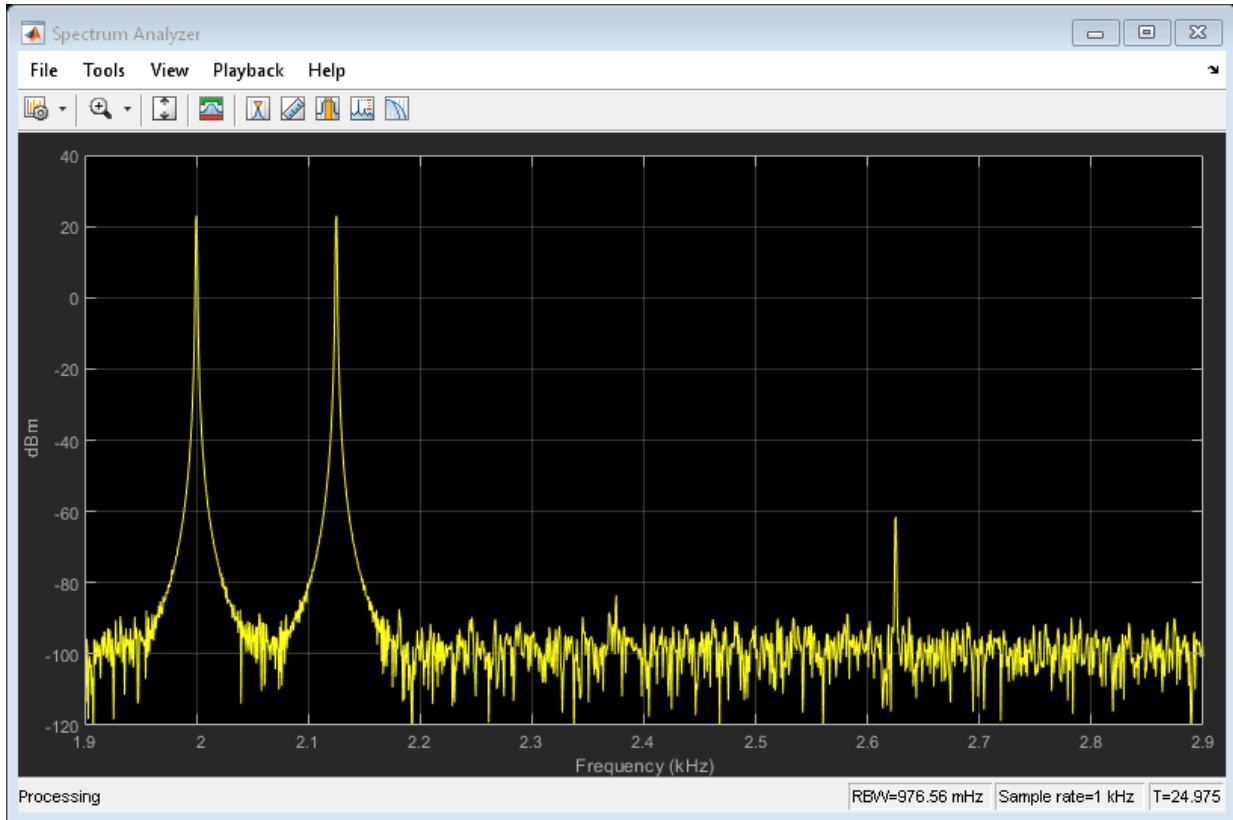 Spectrum Analyzer
File Tools View Playback Help
40
20
0
-20
-40
-60
-80
-100
-120
dBm
1.9 2 2.1 2.2 2.3 2.4 2.5 2.6 2.7 2.8 2.9
Frequency (kHz)
Processing RBW=976.56 mHz Sample rate=1 kHz T=24.975